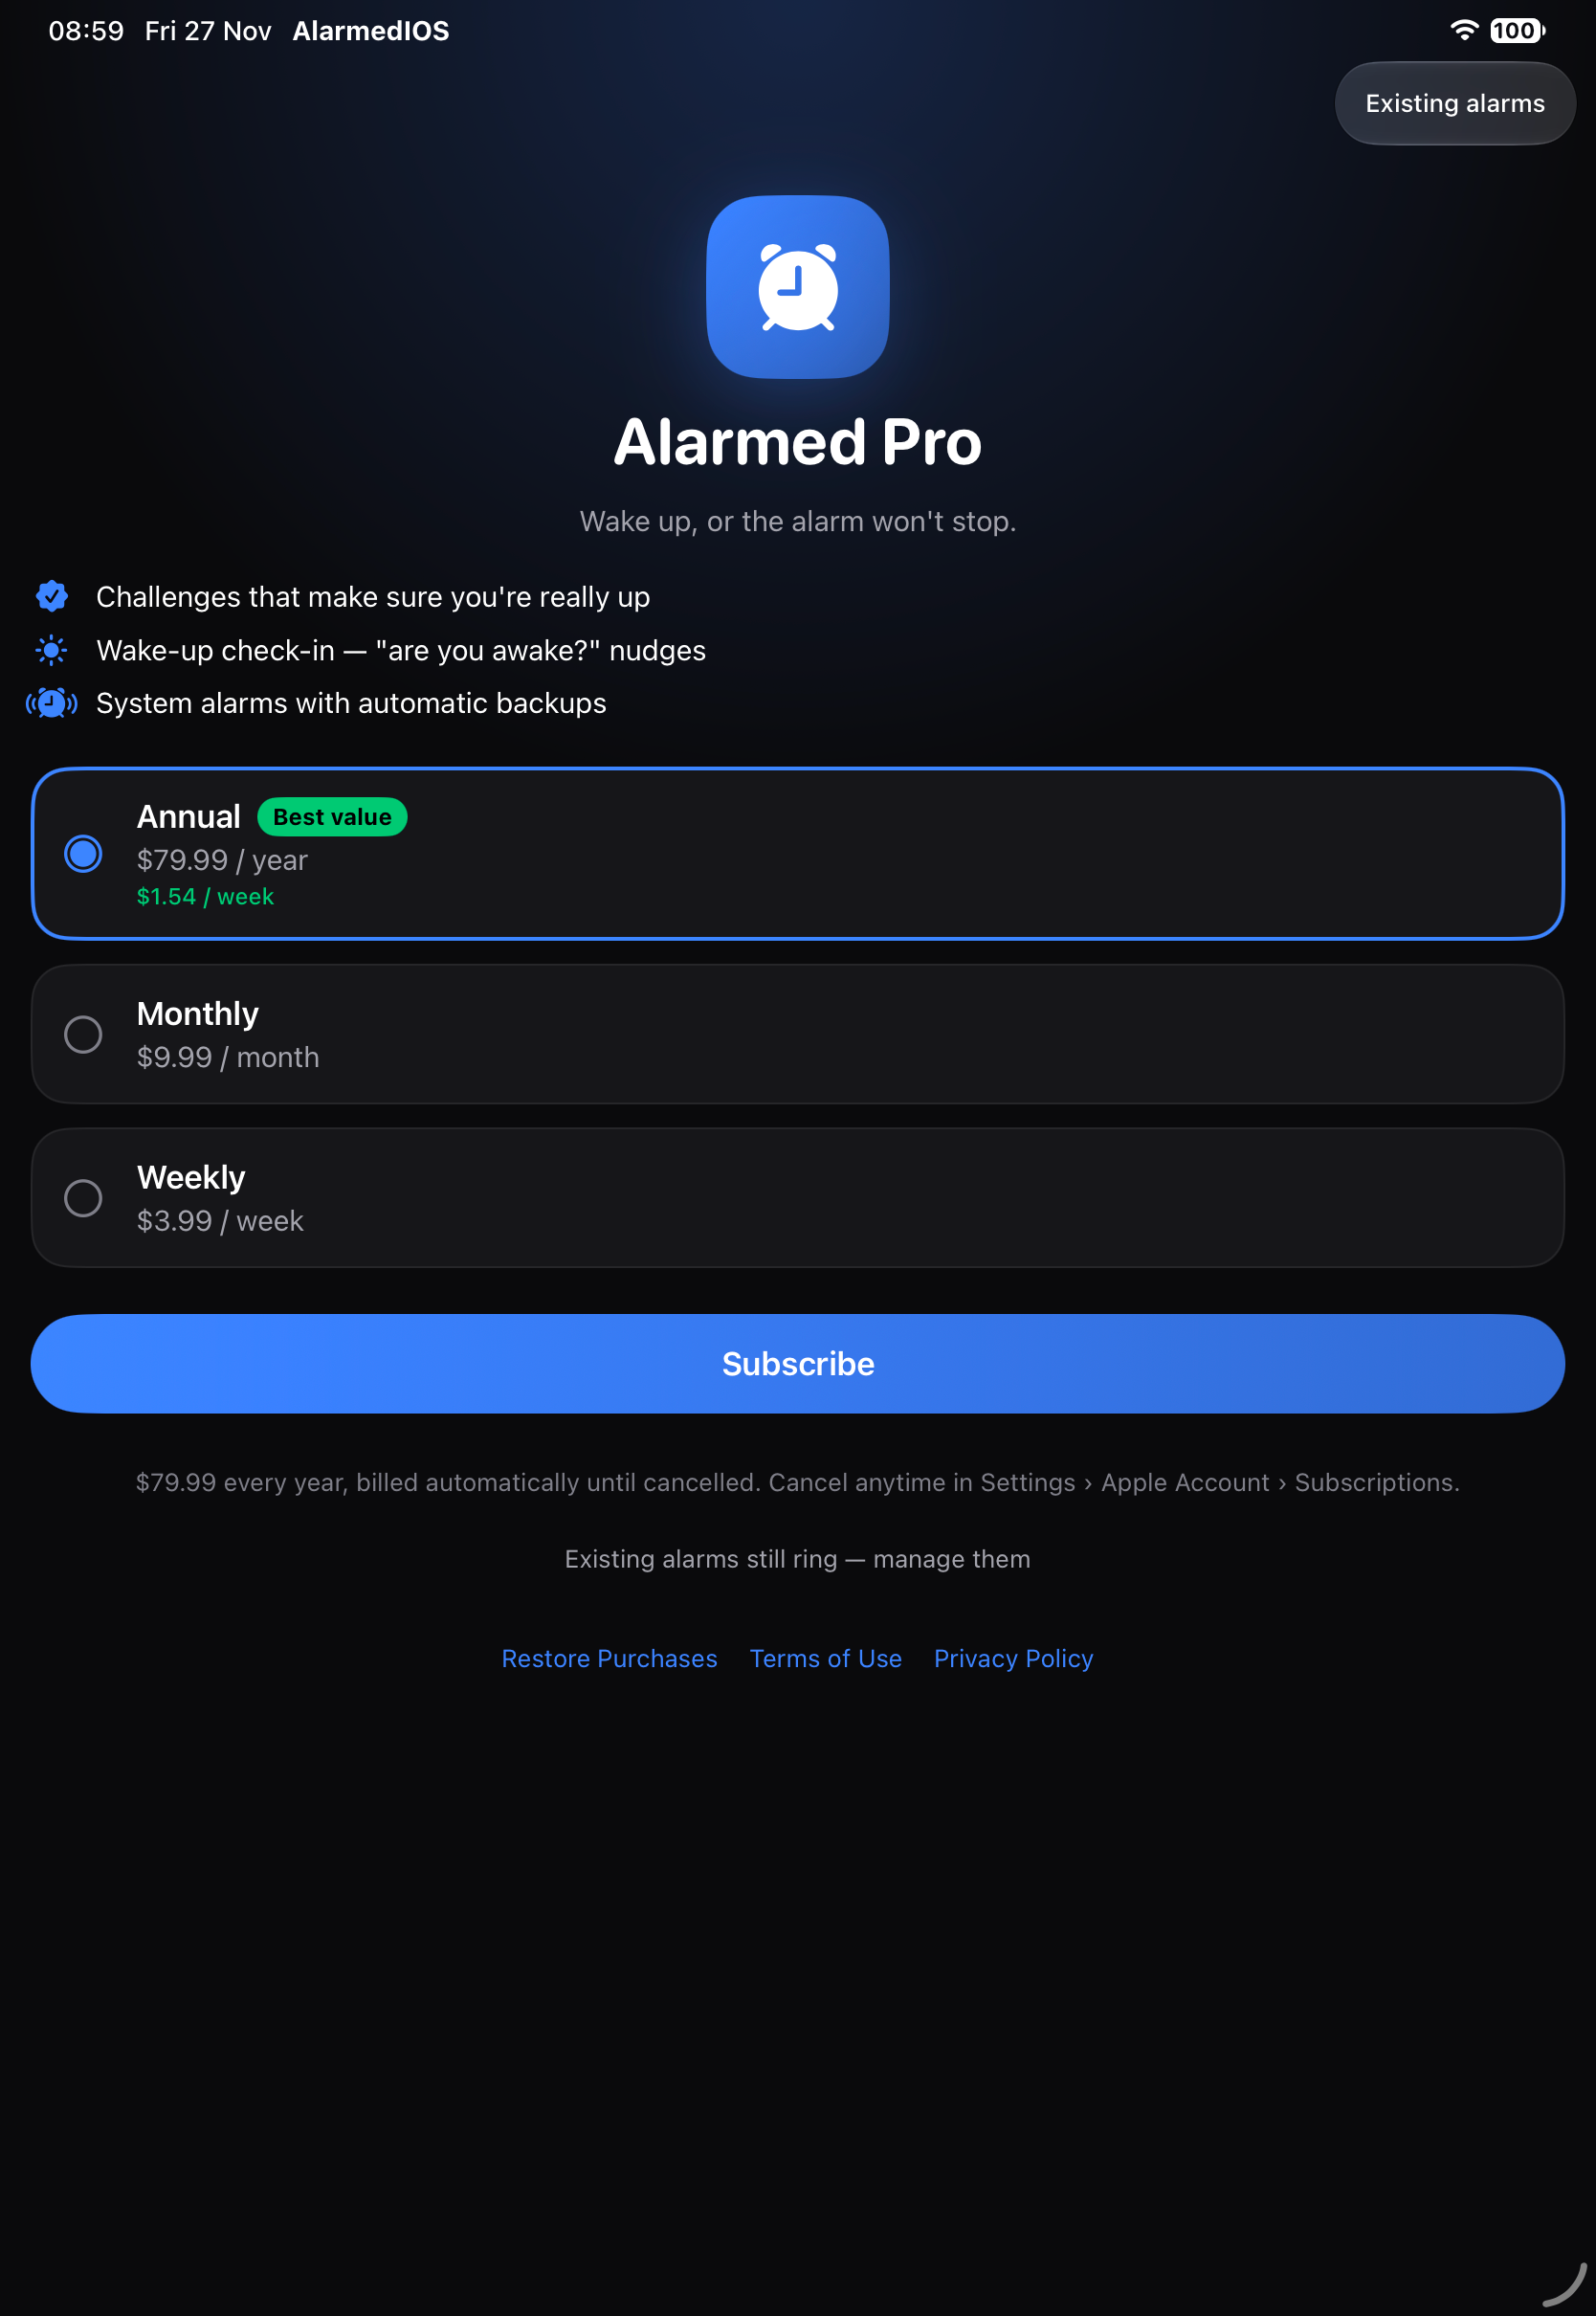 08:59 Fri 27 Nov AlarmedIOS 100
Existing alarms
Alarmed Pro
Wake up, or the alarm won't stop.
Challenges that make sure you're really up
Wake-up check-in — "are you awake?" nudges
System alarms with automatic backups
Annual Best value
$79.99 / year
$1.54 / week
Monthly
$9.99 / month
Weekly
$3.99 / week
Subscribe
$79.99 every year, billed automatically until cancelled. Cancel anytime in Settings › Apple Account › Subscriptions.
Existing alarms still ring — manage them
Restore Purchases Terms of Use Privacy Policy